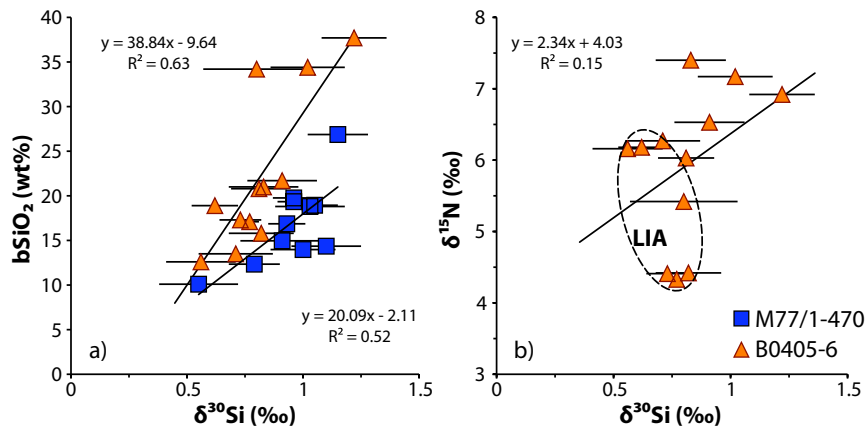 40
35
30
25
20
15
10
5
0
bSiO₂ (wt%)
y = 38.84x - 9.64
R² = 0.63
y = 20.09x - 2.11
R² = 0.52
a)
0
0.5
1
1.5
δ³⁰Si (‰)
9
8
7
6
5
4
3
δ¹⁵N (‰)
y = 2.34x + 4.03
R² = 0.15
LIA
M77/1-470
B0405-6
b)
0
0.5
1
1.5
δ³⁰Si (‰)